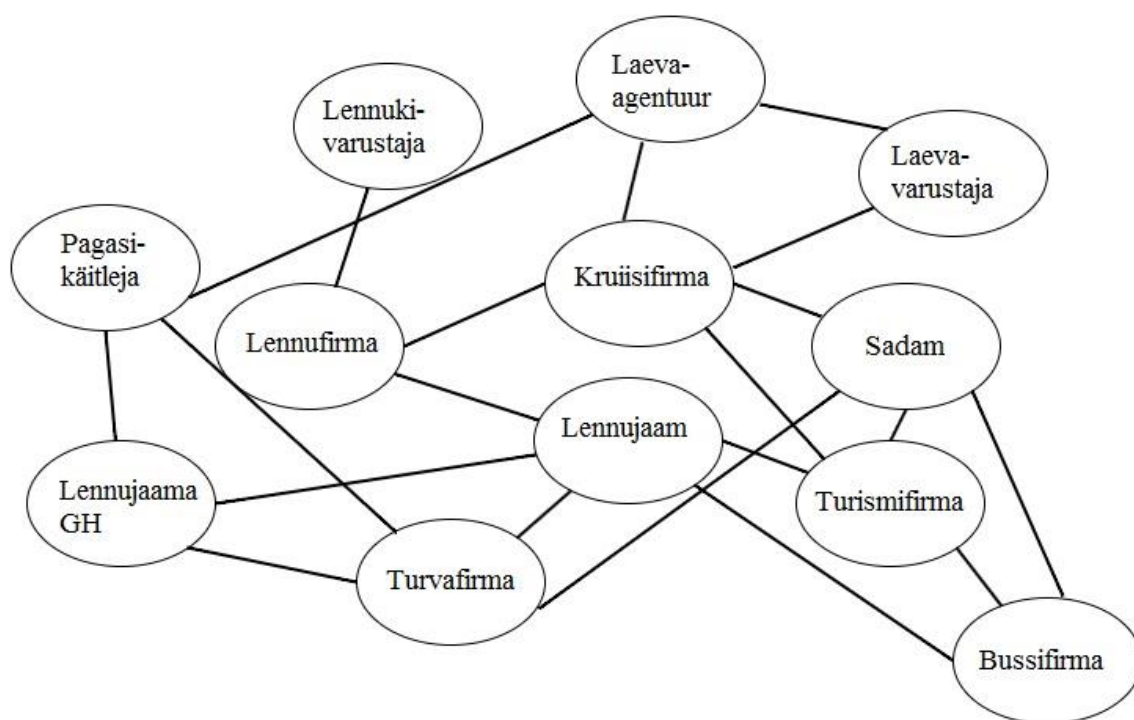 Laeva-
agentuur
Lennuki-
varustaja
Laeva-
varustaja
Pagasi-
käitleja
Kruiisifirma
Lennufirma
Sadam
Lennujaam
Lennujaama
GH
Turismifirma
Turvafirma
Bussifirma